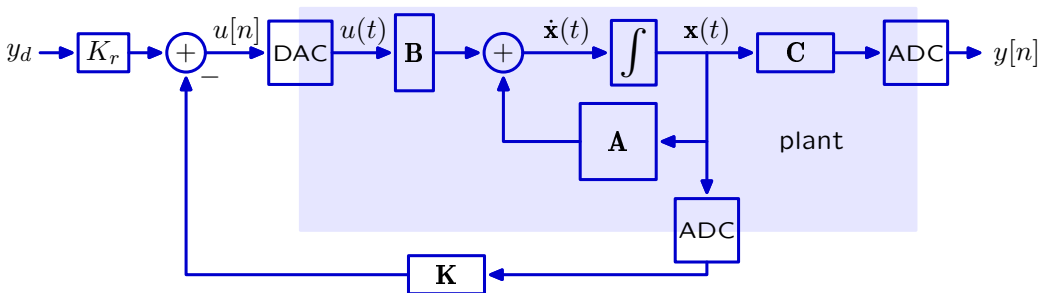 y_d K_r + u[n] DAC u(t) B + ẋ(t) ∫ x(t) C ADC y[n]
−
A plant
ADC
K